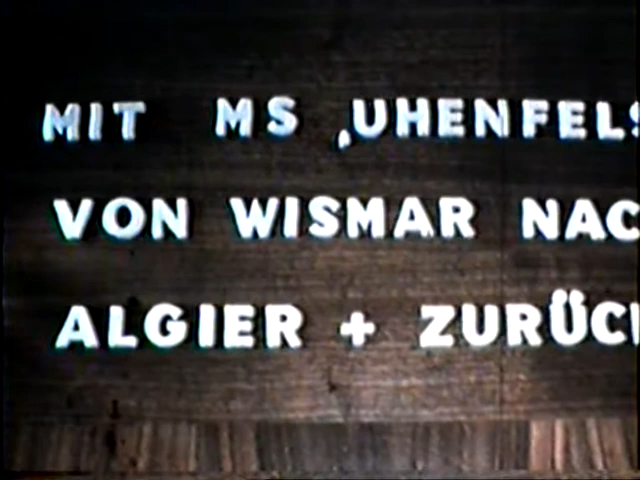 MIT MS „UHENFELS
VON WISMAR NAC
ALGIER + ZURÜC